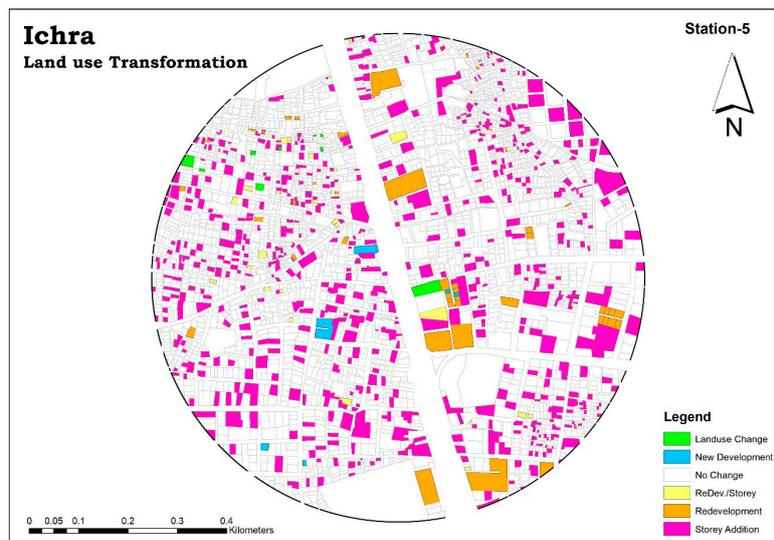 Ichra
Land use Transformation
Station-5
N
Legend
Landuse Change
New Development
No Change
ReDev./Storey
Redevelopment
Storey Addition
0 0.05 0.1 0.2 0.3 0.4
Kilometers